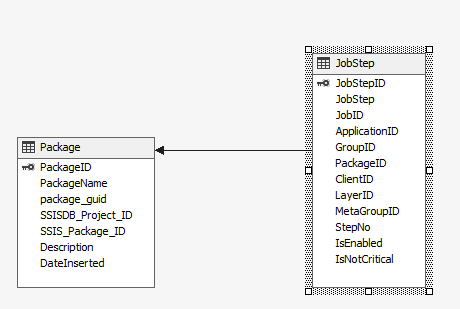 Package
PackageID
PackageName
package_guid
SSISDB_Project_ID
SSIS_Package_ID
Description
DateInserted
JobStep
JobStepID
JobStep
JobID
ApplicationID
GroupID
PackageID
ClientID
LayerID
MetaGroupID
StepNo
IsEnabled
IsNotCritical